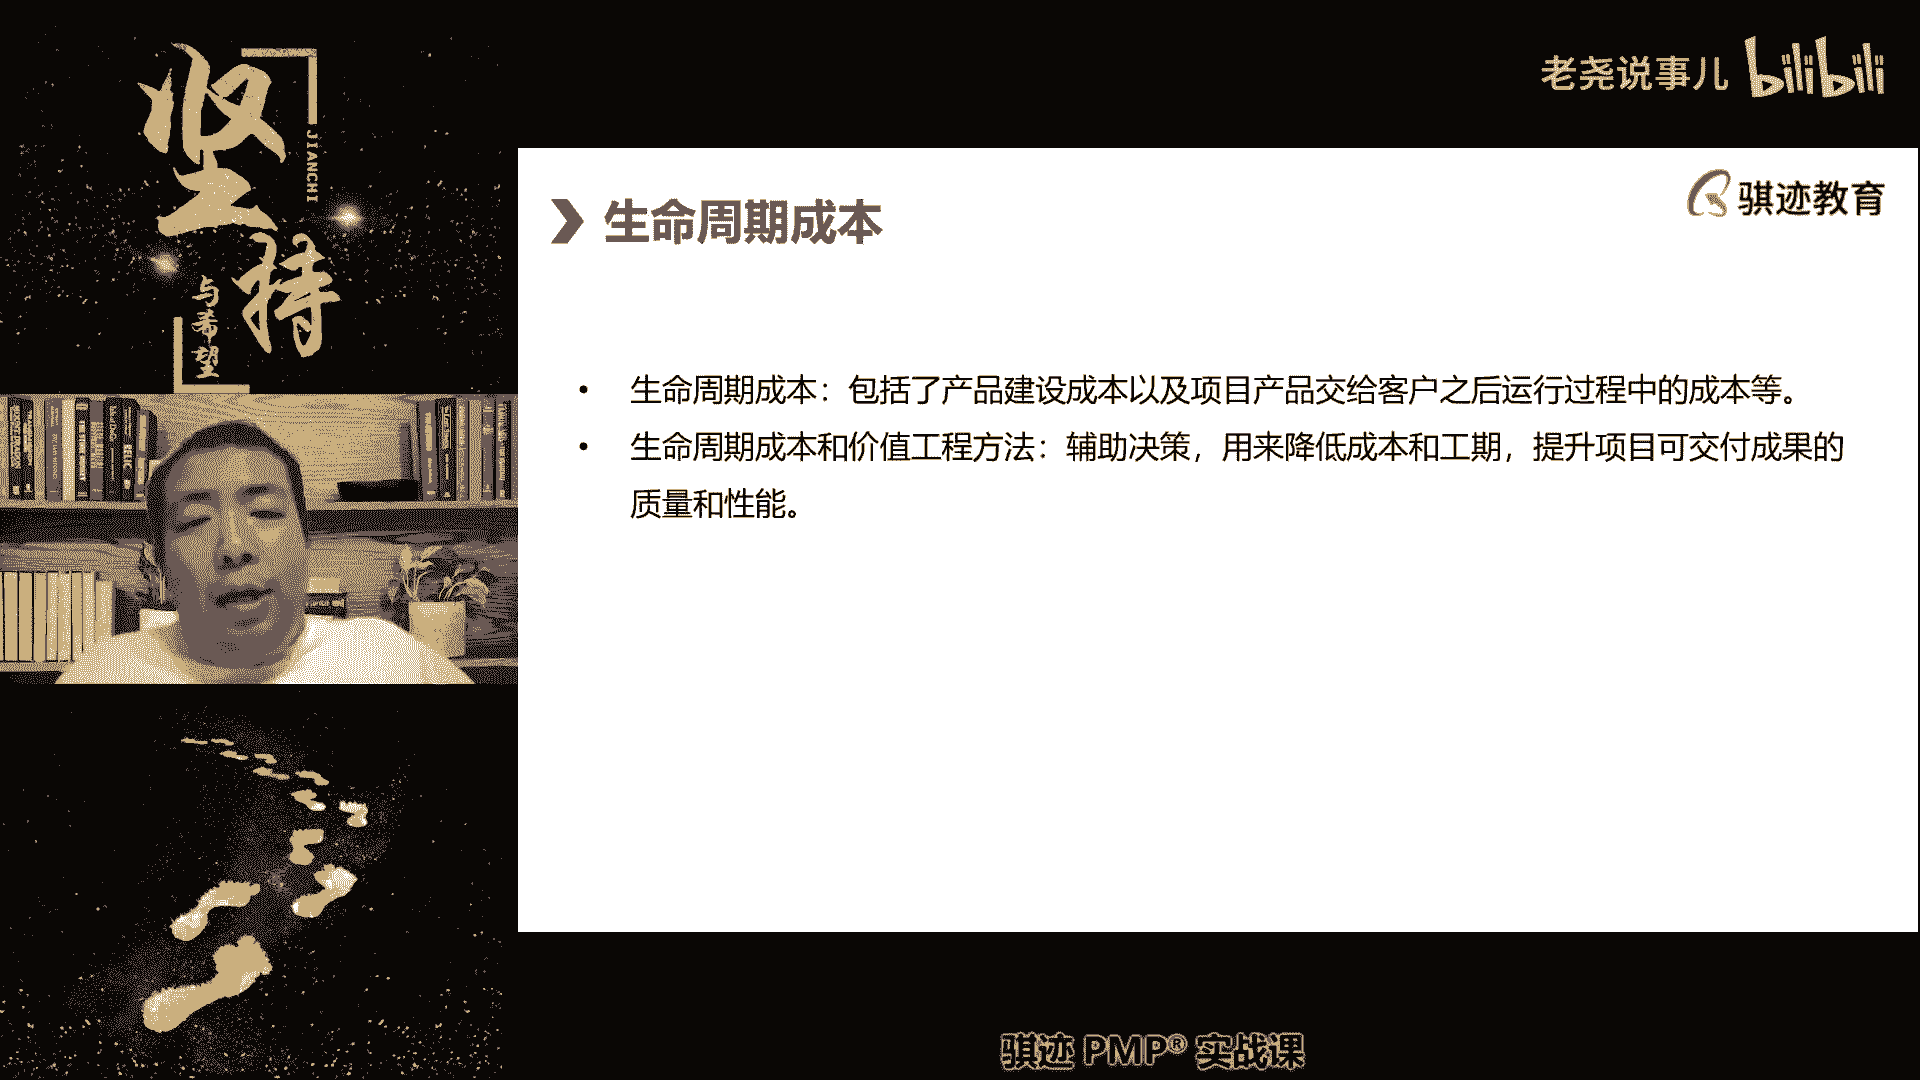 坚持
JIANCHI
与希望
老尧说事儿 bilibili
骐迹教育
生命周期成本
• 生命周期成本：包括了产品建设成本以及项目产品交给客户之后运行过程中的成本等。
• 生命周期成本和价值工程方法：辅助决策，用来降低成本和工期，提升项目可交付成果的
质量和性能。
骐迹 PMP® 实战课